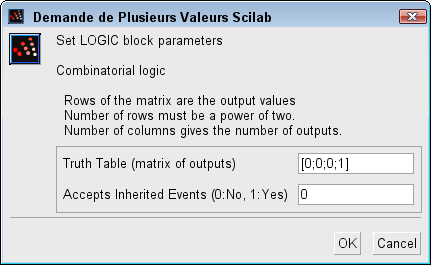 Demande de Plusieurs Valeurs Scilab
Set LOGIC block parameters
Combinatorial logic
Rows of the matrix are the output values
Number of rows must be a power of two.
Number of columns gives the number of outputs.
Truth Table (matrix of outputs) [0;0;0;1]
Accepts Inherited Events (0:No, 1:Yes) 0
OK Cancel